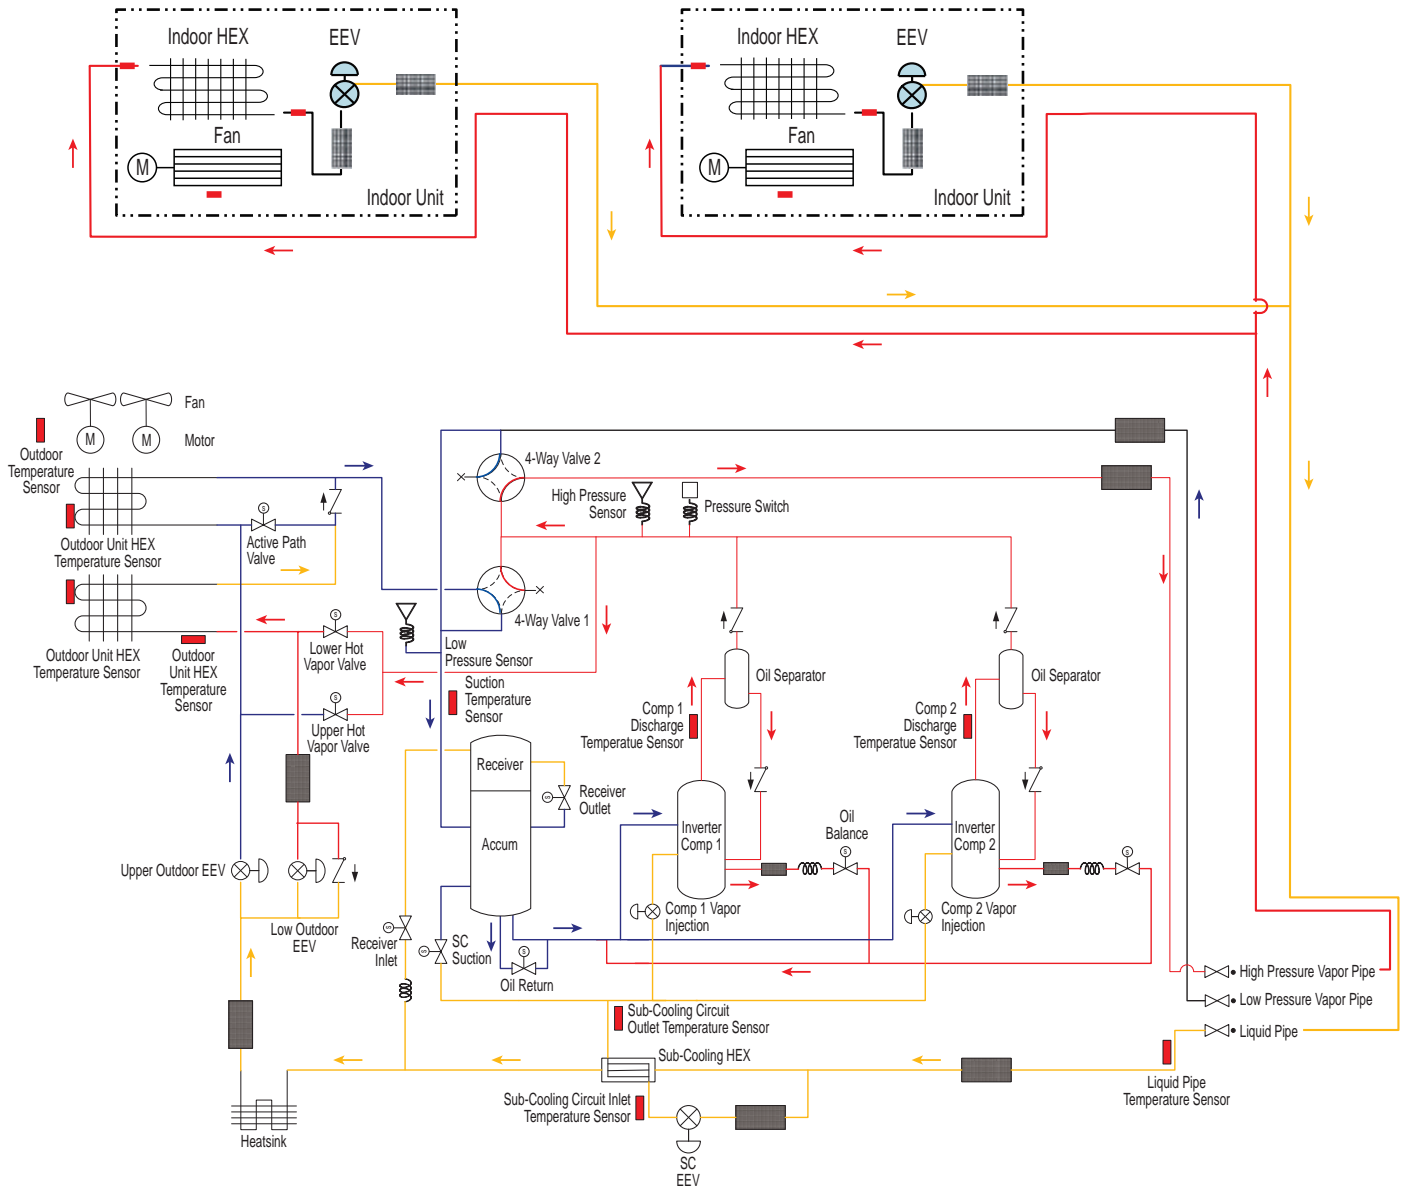 Indoor HEX
EEV
Fan
M
Indoor Unit
Indoor HEX
EEV
Fan
M
Indoor Unit
Fan
M
M
Motor
Outdoor
Temperature
Sensor
4-Way Valve 2
High Pressure
Sensor
Pressure Switch
S
Active Path
Valve
Outdoor Unit HEX
Temperature Sensor
4-Way Valve 1
S
Lower Hot
Vapor Valve
Low
Pressure Sensor
Outdoor Unit HEX
Temperature Sensor
Outdoor
Unit HEX
Temperature
Sensor
Suction
Temperature
Sensor
Oil Separator
Oil Separator
S
Upper Hot
Vapor Valve
Comp 1
Discharge
Temperatue Sensor
Comp 2
Discharge
Temperatue Sensor
Receiver
S
Receiver
Outlet
Accum
Inverter
Comp 1
Oil
Balance
S
Inverter
Comp 2
S
Upper Outdoor EEV
Low Outdoor
EEV
S
Receiver
Inlet
S
SC
Suction
S
Oil Return
Comp 1 Vapor
Injection
Comp 2 Vapor
Injection
High Pressure Vapor Pipe
Low Pressure Vapor Pipe
Liquid Pipe
Sub-Cooling Circuit
Outlet Temperature Sensor
Sub-Cooling HEX
Liquid Pipe
Temperature Sensor
Sub-Cooling Circuit Inlet
Temperature Sensor
Heatsink
SC
EEV